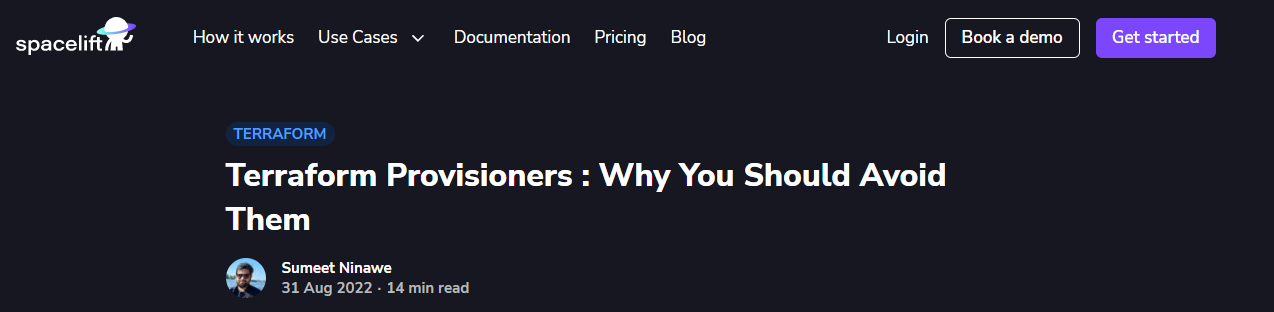 spacelift
How it works Use Cases Documentation Pricing Blog Login Book a demo Get started
TERRAFORM
Terraform Provisioners : Why You Should Avoid
Them
Sumeet Ninawe
31 Aug 2022 · 14 min read